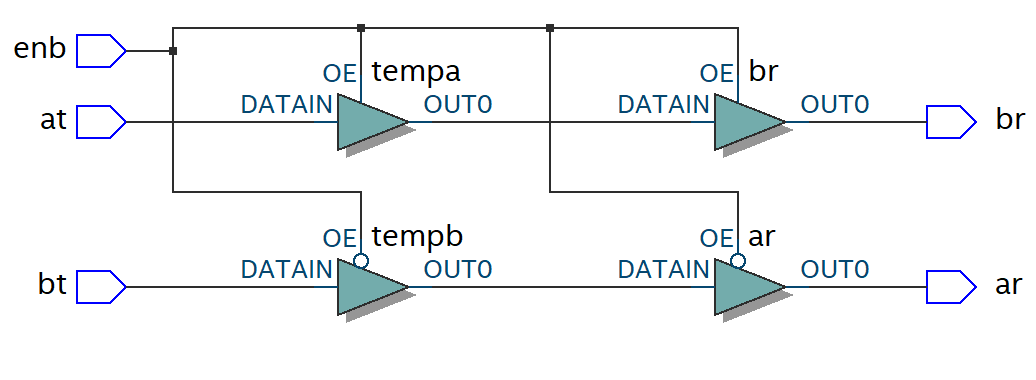 enb
OE tempa
OE br
at
DATAIN OUT0
DATAIN OUT0
br
OE tempb
OE ar
bt
DATAIN OUT0
DATAIN OUT0
ar